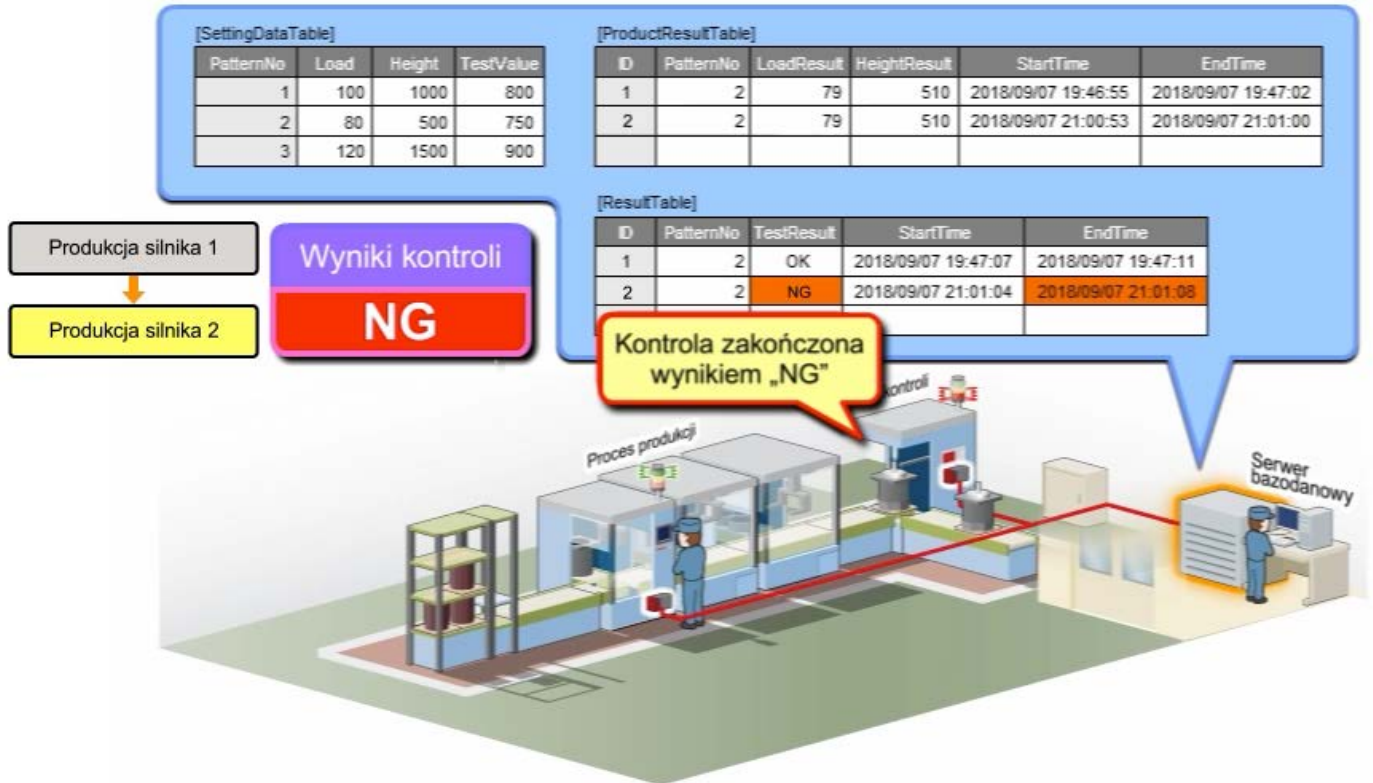 [SettingDataTable]
PatternNo Load Height TestValue
1 100 1000 800
2 80 500 750
3 120 1500 900
[ProductResultTable]
ID PatternNo LoadResult HeightResult StartTime EndTime
1 2 79 510 2018/09/07 19:46:55 2018/09/07 19:47:02
2 2 79 510 2018/09/07 21:00:53 2018/09/07 21:01:00
[ResultTable]
ID PatternNo TestResult StartTime EndTime
1 2 OK 2018/09/07 19:47:07 2018/09/07 19:47:11
2 2 NG 2018/09/07 21:01:04 2018/09/07 21:01:08
Produkcja silnika 1
Produkcja silnika 2
Wyniki kontroli
NG
Kontrola zakończona
wynikiem „NG”
kontroli
Proces produkcji
Serwer
bazodanowy